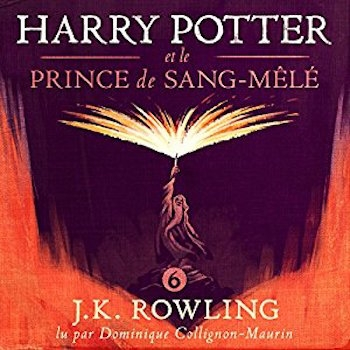 HARRY POTTER
et le
PRINCE de SANG-MÊLÉ
6
J.K. ROWLING
lu par Dominique Collignon-Maurin